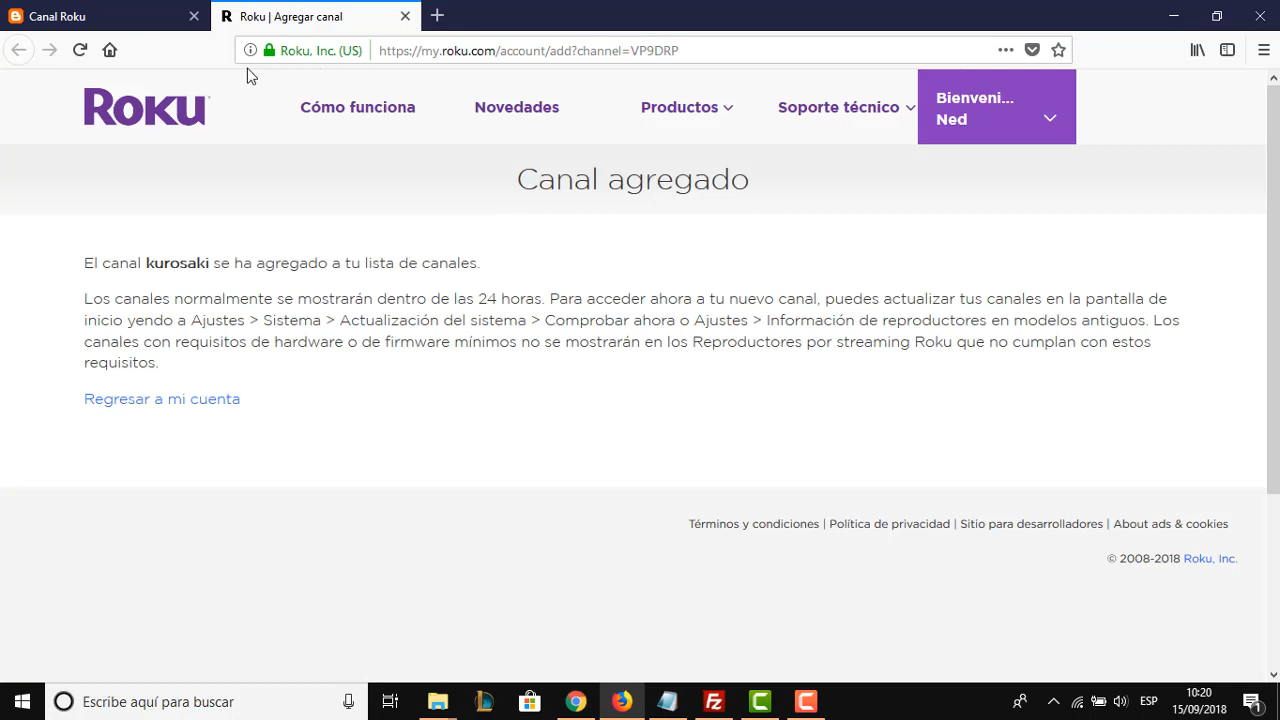 Canal Roku
Roku | Agregar canal
Roku, Inc. (US)
https://my.roku.com/account/add?channel=VP9DRP
Roku
Cómo funciona
Novedades
Productos
Soporte técnico
Bienveni...
Ned
Canal agregado
El canal kurosaki se ha agregado a tu lista de canales.
Los canales normalmente se mostrarán dentro de las 24 horas. Para acceder ahora a tu nuevo canal, puedes actualizar tus canales en la pantalla de
inicio yendo a Ajustes > Sistema > Actualización del sistema > Comprobar ahora o Ajustes > Información de reproductores en modelos antiguos. Los
canales con requisitos de hardware o de firmware mínimos no se mostrarán en los Reproductores por streaming Roku que no cumplan con estos
requisitos.
Regresar a mi cuenta
Términos y condiciones | Política de privacidad | Sitio para desarrolladores | About ads & cookies
© 2008-2018 Roku, Inc.
Escribe aquí para buscar
ESP
10:20
15/09/2018
1